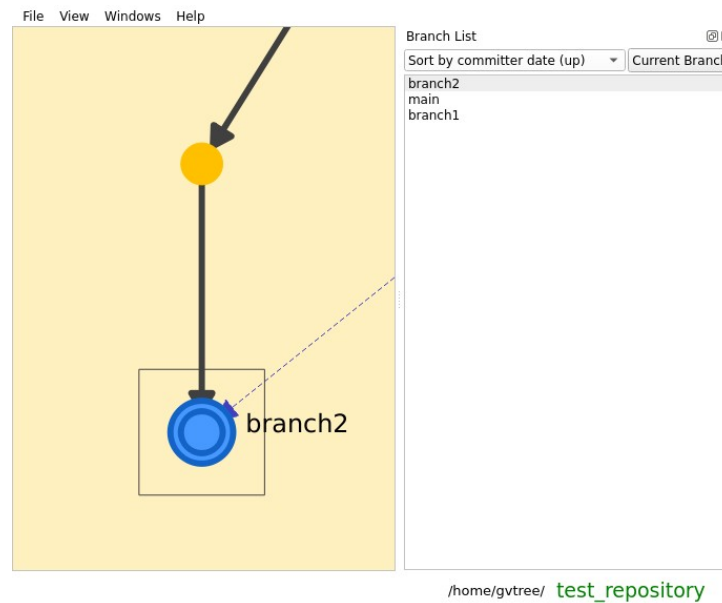 File View Windows Help
Branch List
Sort by committer date (up) Current Branch
branch2
main
branch1
branch2
/home/gvtree/ test_repository